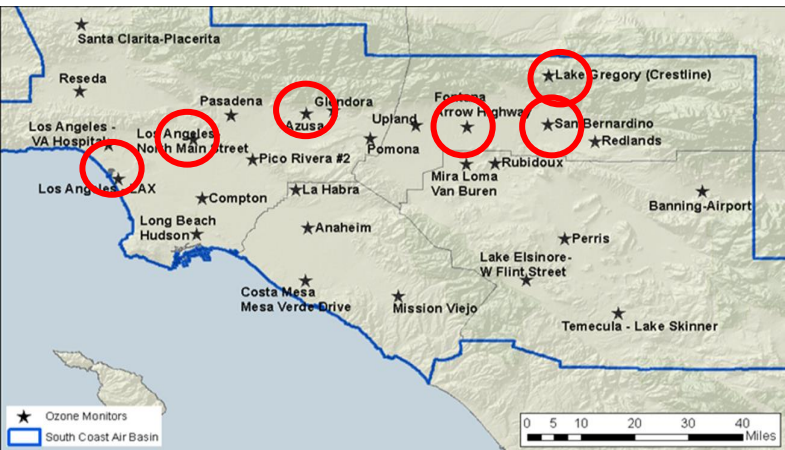 Santa Clarita-Placerita
Reseda
Lake Gregory (Crestline)
Pasadena
Glendora
Fontana
Arrow Highway
Azusa
Upland
San Bernardino
Los Angeles -
VA Hospital
Los Angeles
North Main Street
Pomona
Redlands
Pico Rivera #2
Rubidoux
Mira Loma
Van Buren
Los Angeles - LAX
La Habra
Compton
Banning-Airport
Long Beach
Hudson
Anaheim
Perris
Lake Elsinore-
W Flint Street
Costa Mesa
Mesa Verde Drive
Mission Viejo
Temecula - Lake Skinner
Ozone Monitors
South Coast Air Basin
0 5 10 20 30 40
Miles